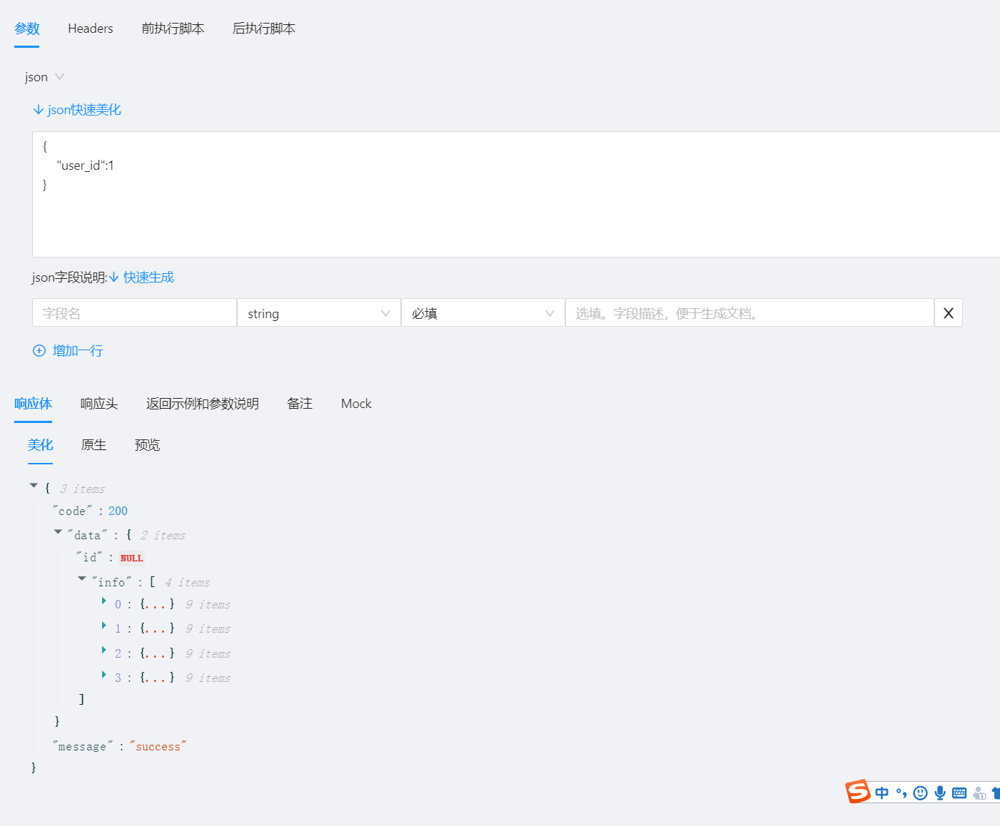 参数 Headers 前执行脚本 后执行脚本
json
json快速美化
{
"user_id":1
}
json字段说明: 快速生成
字段名 string 必填 选填。字段描述，便于生成文档。 X
增加一行
响应体 响应头 返回示例和参数说明 备注 Mock
美化 原生 预览
{ 3 items
"code" : 200
"data" : { 2 items
"id" : NULL
"info" : [ 4 items
0 : {...} 9 items
1 : {...} 9 items
2 : {...} 9 items
3 : {...} 9 items
]
}
"message" : "success"
}
S 中 °,